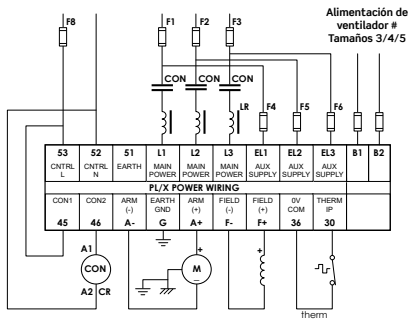 Alimentación de
ventilador #
Tamaños 3/4/5
F8 F1 F2 F3
CON CON CON
LR F4 F5 F6
53 52 51 L1 L2 L3 EL1 EL2 EL3 B1 B2
CNTRL L CNTRL N EARTH MAIN POWER MAIN POWER MAIN POWER AUX SUPPLY AUX SUPPLY AUX SUPPLY
PL/X POWER WIRING
CON1 CON2 ARM (-) EARTH GND ARM (+) FIELD (-) FIELD (+) 0V COM THERM IP
45 46 A- G A+ F- F+ 36 30
A1
CON
A2 CR
+ M −
+
therm